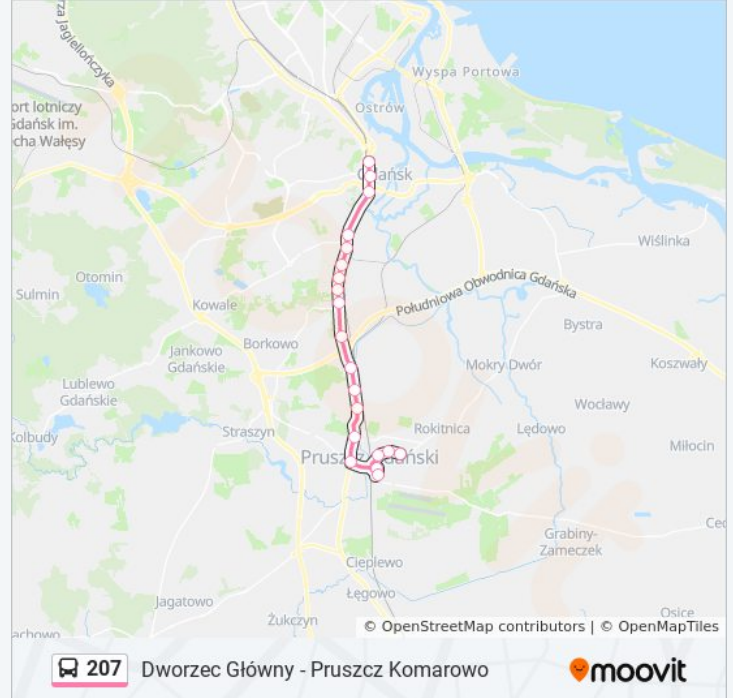 za Jagiellończyka
Wyspa Portowa
ort lotniczy
Gdańsk im.
cha Wałęsy
Ostrów
Gdańsk
Wiślinka
Otomin
Sulmin
Kowale
Południowa Obwodnica Gdańska
Bystra
Borkowo
Jankowo
Gdańskie
Mokry Dwór
Koszwały
Lublewo
Gdańskie
Wocławy
Kolbudy
Straszyn
Rokitnica
Lędowo
Miłocin
Pruszcz Gdański
Grabiny-
Zameczek
Cieplewo
Łęgowo
Jagatowo
Żukczyn
Osice
achowo
© OpenStreetMap contributors | © OpenMapTiles
207 Dworzec Główny - Pruszcz Komarowo
moovit